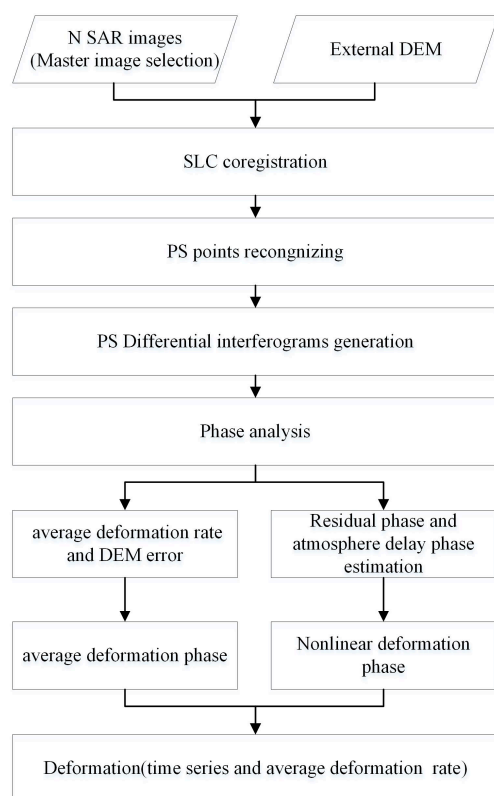 N SAR images
(Master image selection)
External DEM
SLC coregistration
PS points recongnizing
PS Differential interferograms generation
Phase analysis
average deformation rate
and DEM error
Residual phase and
atmosphere delay phase
estimation
average deformation phase
Nonlinear deformation
phase
Deformation(time series and average deformation rate)